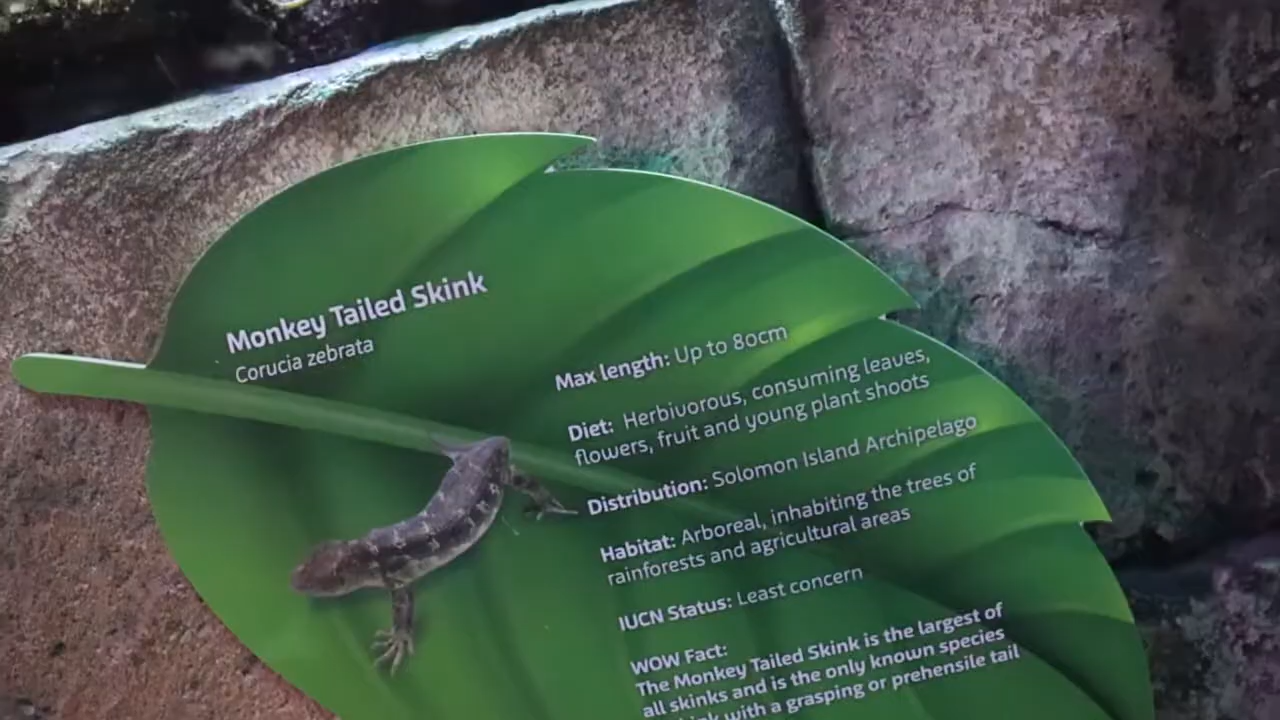 Monkey Tailed Skink
Corucia zebrata
Max length: Up to 80cm
Diet: Herbivorous, consuming leaves,
flowers, fruit and young plant shoots
Distribution: Solomon Island Archipelago
Habitat: Arboreal, inhabiting the trees of
rainforests and agricultural areas
IUCN Status: Least concern
WOW Fact:
The Monkey Tailed Skink is the largest of
all skinks and is the only known species
with a grasping or prehensile tail